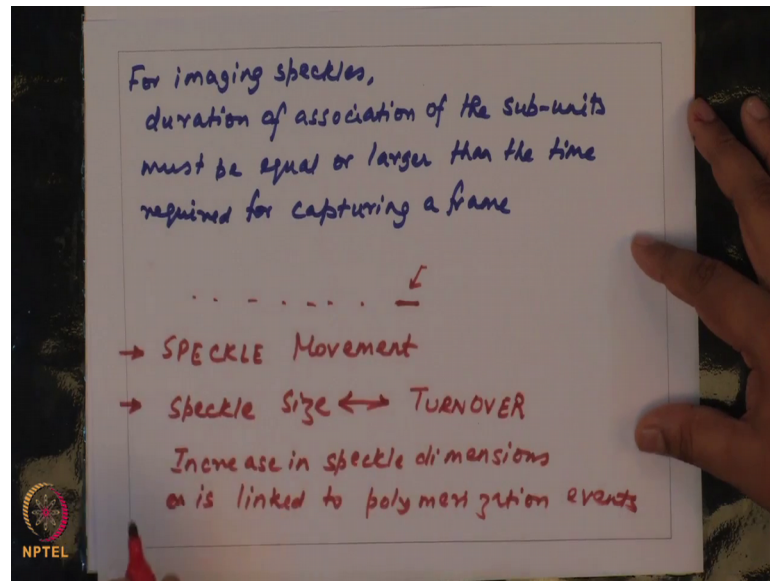 For imaging speckles,
duration of association of the sub-units
must be equal or larger than the time
required for capturing a frame
→ SPECKLE Movement
→ Speckle Size ↔ TURNOVER
Increase in speckle dimensions
is linked to polymerization events
NPTEL